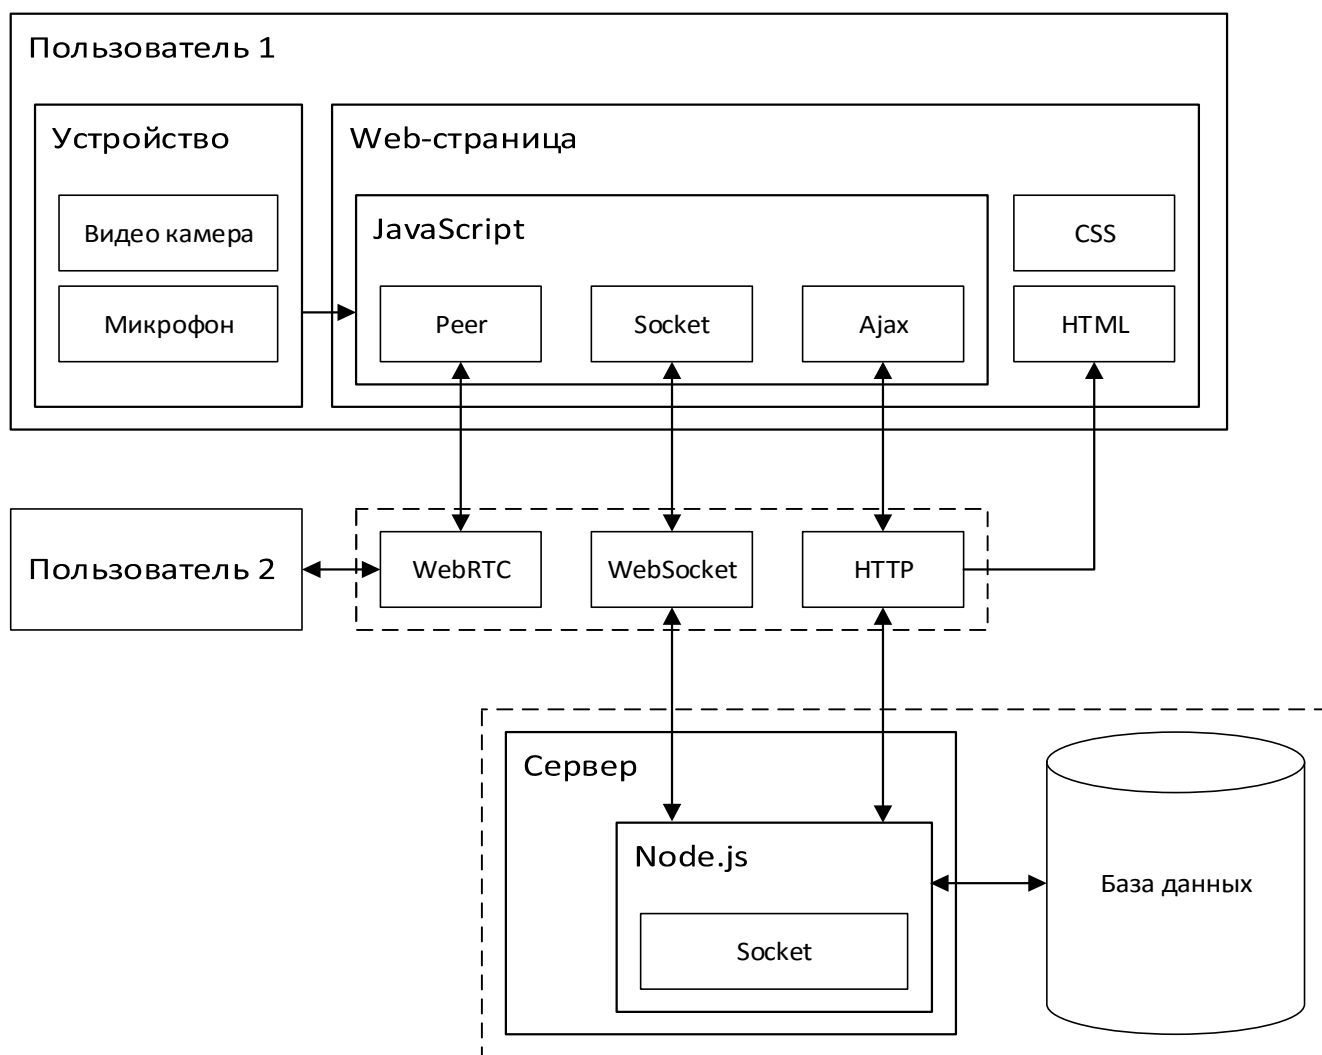 Пользователь 1
Устройство
Web-страница
Видео камера
JavaScript
CSS
Микрофон
Peer
Socket
Ajax
HTML
Пользователь 2
WebRTC
WebSocket
HTTP
Сервер
Node.js
База данных
Socket